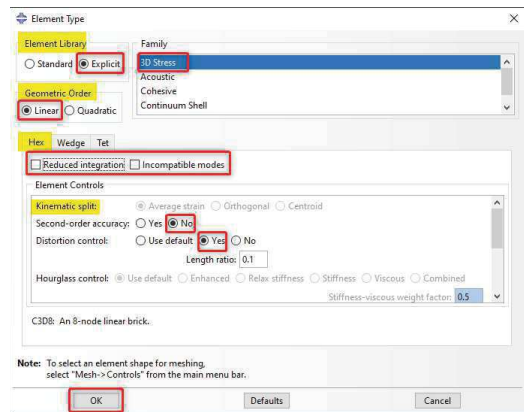 Element Type
Element Library
Family
Standard Explicit
3D Stress
Acoustic
Cohesive
Continuum Shell
Geometric Order
Linear Quadratic
Hex Wedge Tet
Reduced integration Incompatible modes
Element Controls
Kinematic split: Average strain Orthogonal Centroid
Second-order accuracy: Yes No
Distortion control: Use default Yes No
Length ratio: 0.1
Hourglass control: Use default Enhanced Relax stiffness Stiffness Viscous Combined
Stiffness-viscous weight factor: 0.5
C3D8: An 8-node linear brick.
Note: To select an element shape for meshing,
select "Mesh->Controls" from the main menu bar.
OK Defaults Cancel